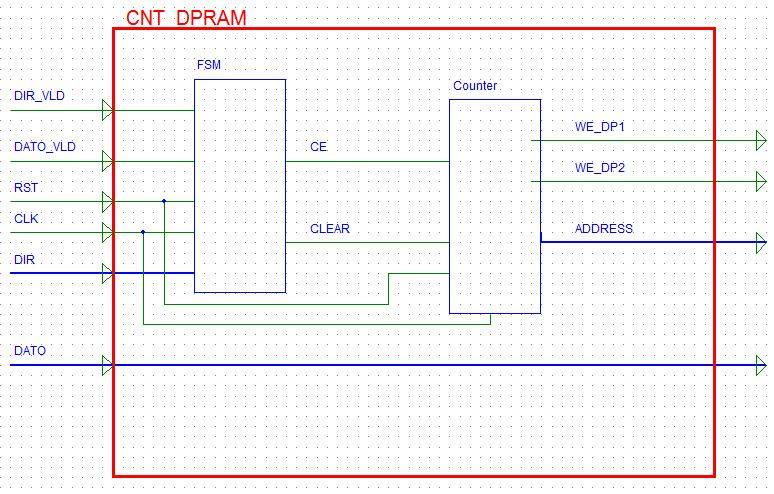 CNT_DPRAM
FSM
Counter
DIR_VLD
DATO_VLD
RST
CLK
DIR
DATO
CE
CLEAR
WE_DP1
WE_DP2
ADDRESS